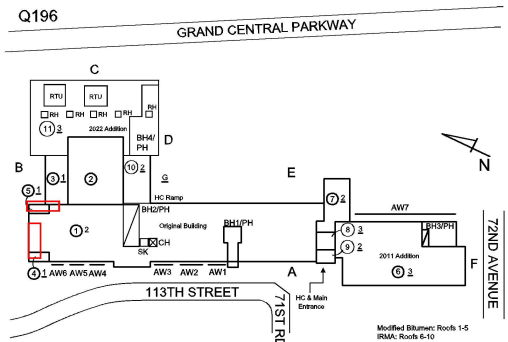 Q196
GRAND CENTRAL PARKWAY
C
RTU
RTU
RH
RH
RH
RH
RH
RH
11 3
2022 Addition
BH4/
PH
D
B
3 1
2
10 2
G
E
5 1
HC Ramp
7 2
N
AW7
BH2/PH
Original Building
BH1/PH
1 2
8 3
BH3/PH
9 2
SK
CH
2011 Addition
F
4 1
AW6
AW5
AW4
AW3
AW2
AW1
A
6 3
72ND AVENUE
113TH STREET
71ST RD
HC & Main
Entrance
Modified Bitumen: Roofs 1-5
IRMA: Roofs 6-10